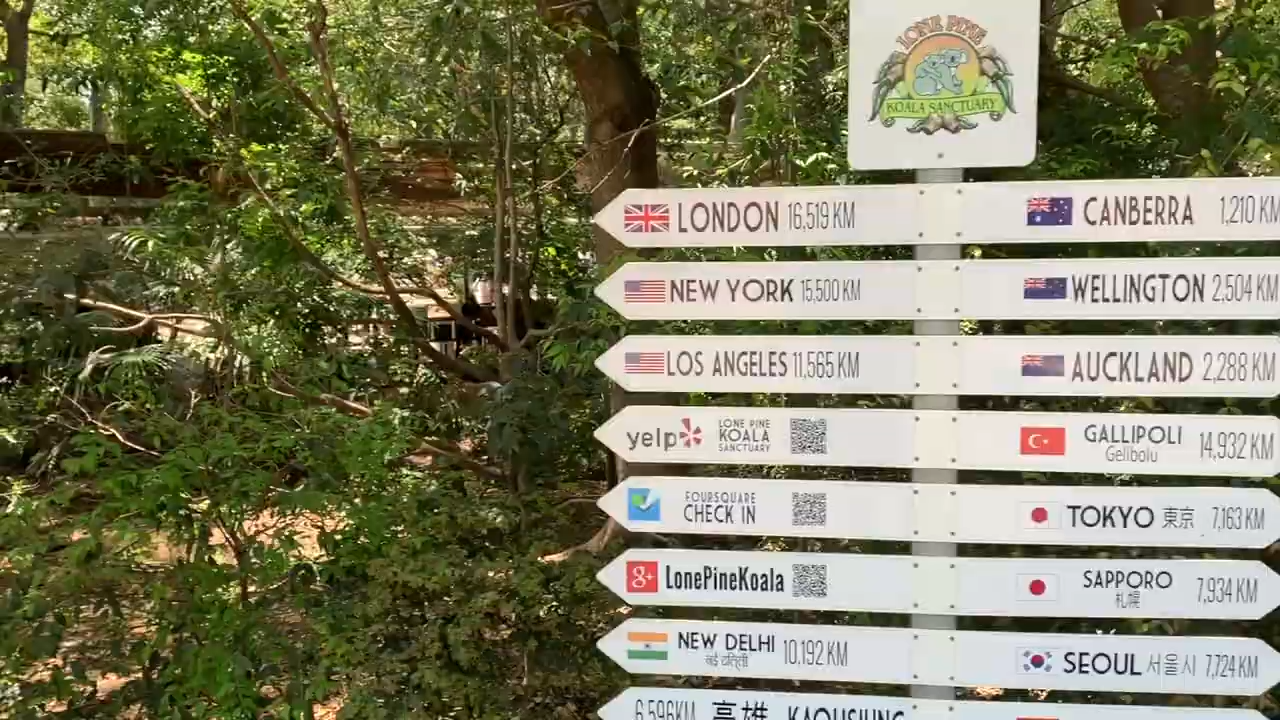 LONE PINE
KOALA SANCTUARY
LONDON 16,519 KM
CANBERRA 1,210 KM
NEW YORK 15,500 KM
WELLINGTON 2,504 KM
LOS ANGELES 11,565 KM
AUCKLAND 2,288 KM
yelp
LONE PINE
KOALA
SANCTUARY
GALLIPOLI
Gelibolu
14,932 KM
FOURSQUARE
CHECK IN
TOKYO 東京 7,163 KM
g+ LonePineKoala
SAPPORO
札幌
7,934 KM
NEW DELHI
10,192 KM
SEOUL 서울시 7,724 KM
6,596KM 高雄 KAOHSIUNG